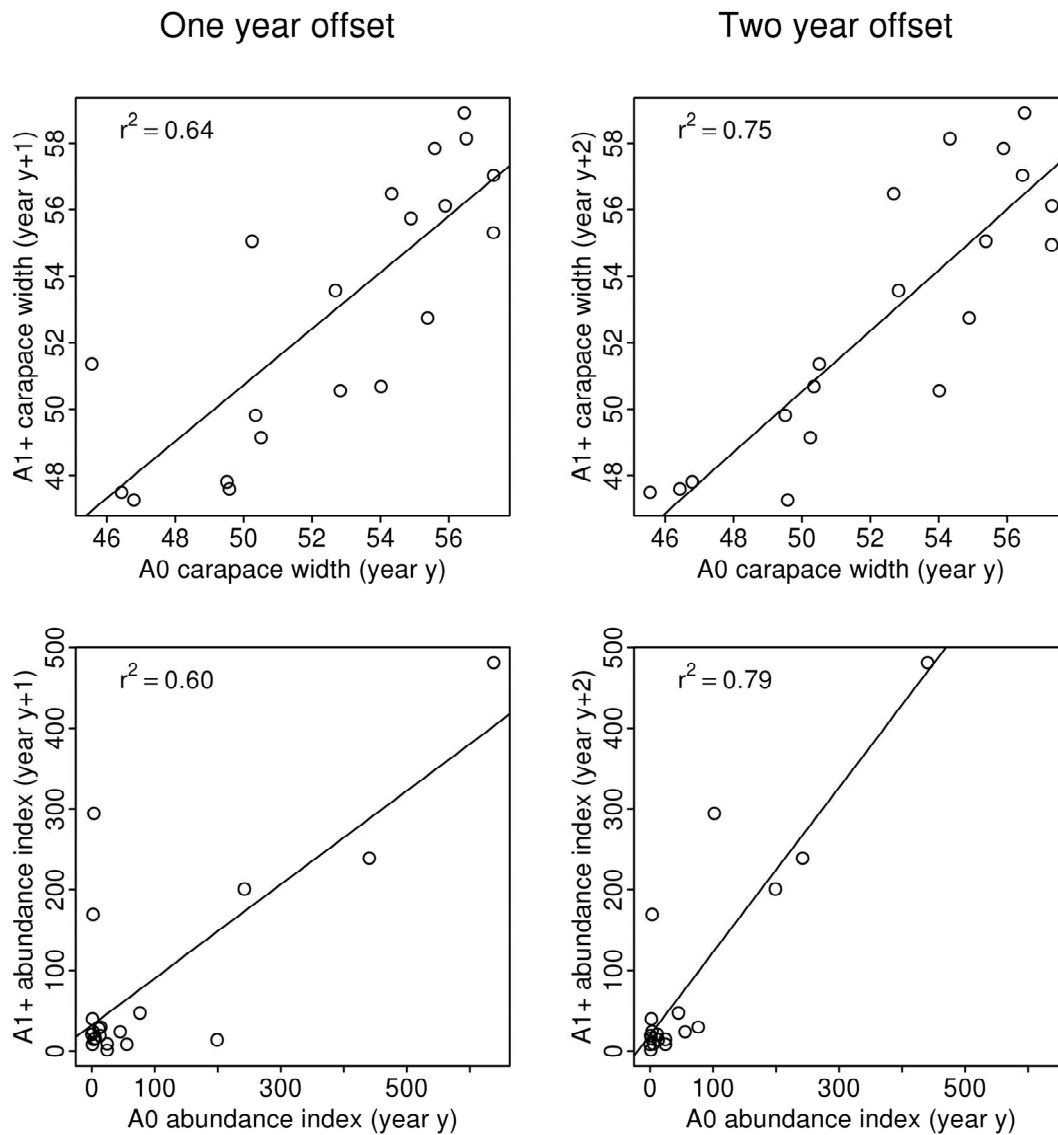 One year offset
Two year offset
r² = 0.64
A1+ carapace width (year y+1)
48 50 52 54 56 58
46 48 50 52 54 56
A0 carapace width (year y)
r² = 0.75
A1+ carapace width (year y+2)
48 50 52 54 56 58
46 48 50 52 54 56
A0 carapace width (year y)
r² = 0.60
A1+ abundance index (year y+1)
0 100 200 300 400 500
0 100 300 500
A0 abundance index (year y)
r² = 0.79
A1+ abundance index (year y+2)
0 100 200 300 400 500
0 100 300 500
A0 abundance index (year y)